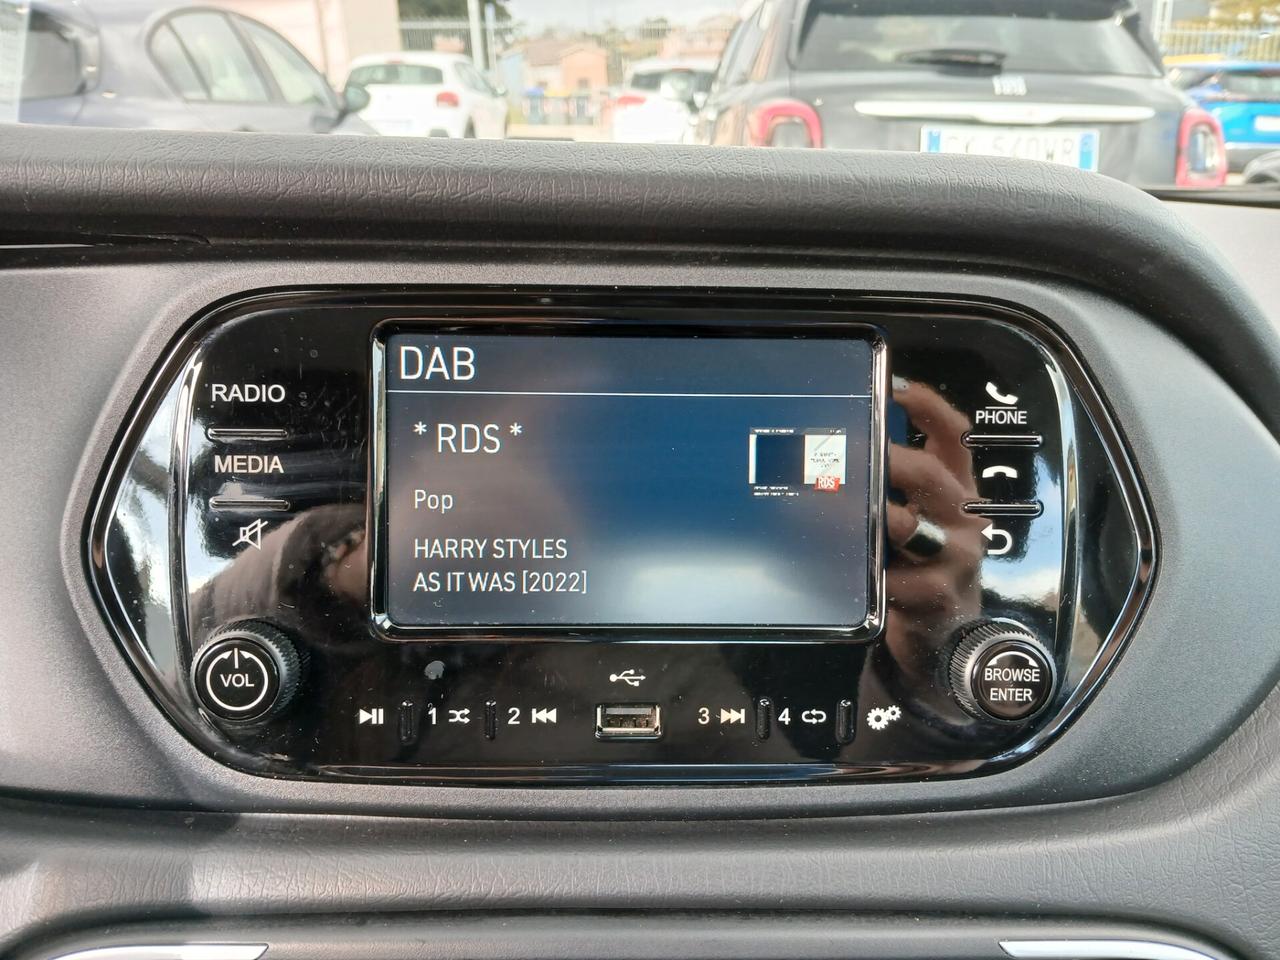 DAB
* RDS *
Pop
HARRY STYLES
AS IT WAS [2022]
RDS
RADIO
MEDIA
VOL
PHONE
BROWSE
ENTER
1
2
3
4